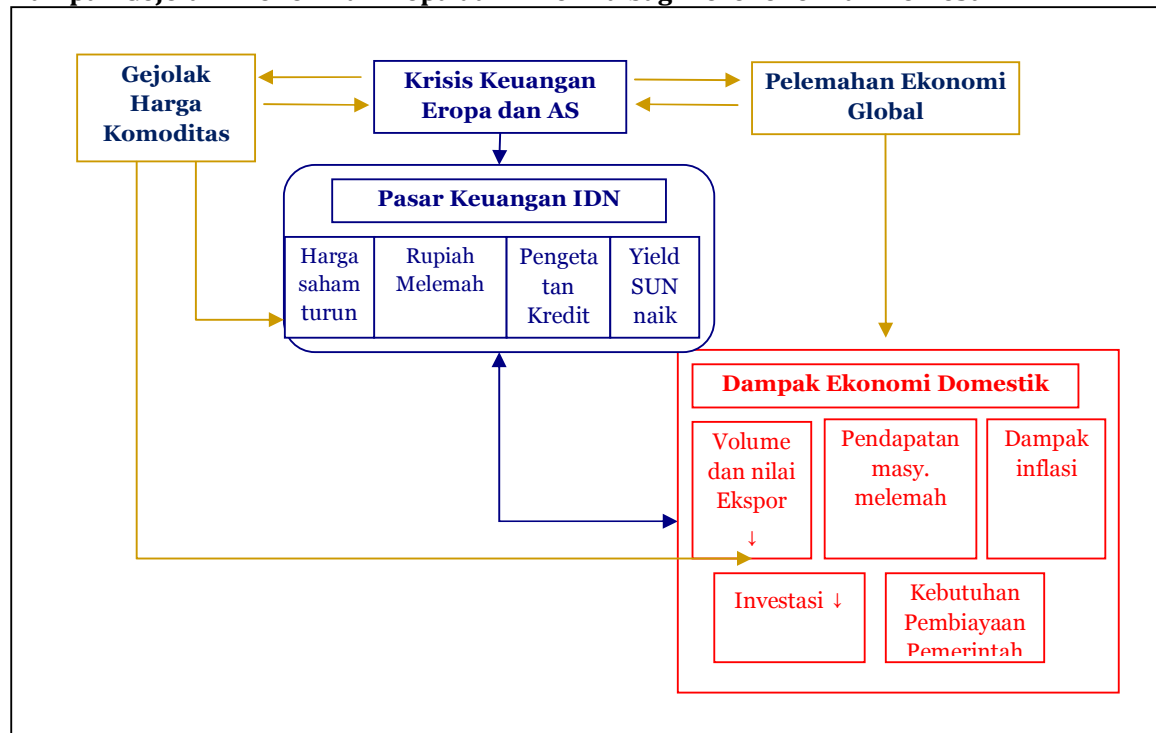 Gejolak
Harga
Komoditas
Krisis Keuangan
Eropa dan AS
Pelemahan Ekonomi
Global
Pasar Keuangan IDN
Harga
saham
turun
Rupiah
Melemah
Pengeta
tan
Kredit
Yield
SUN
naik
Dampak Ekonomi Domestik
Volume
dan nilai
Ekspor
↓
Pendapatan
masy.
melemah
Dampak
inflasi
Investasi ↓
Kebutuhan
Pembiayaan
Pemerintah